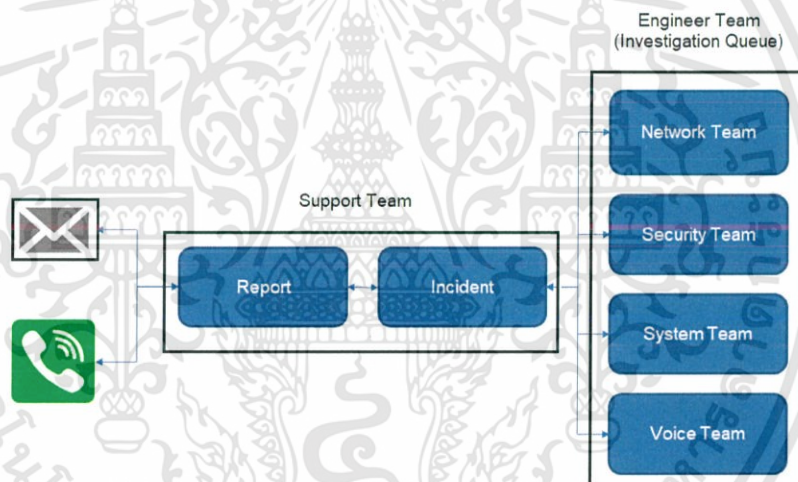 Engineer Team
(Investigation Queue)
Network Team
Security Team
Support Team
Report
Incident
System Team
Voice Team